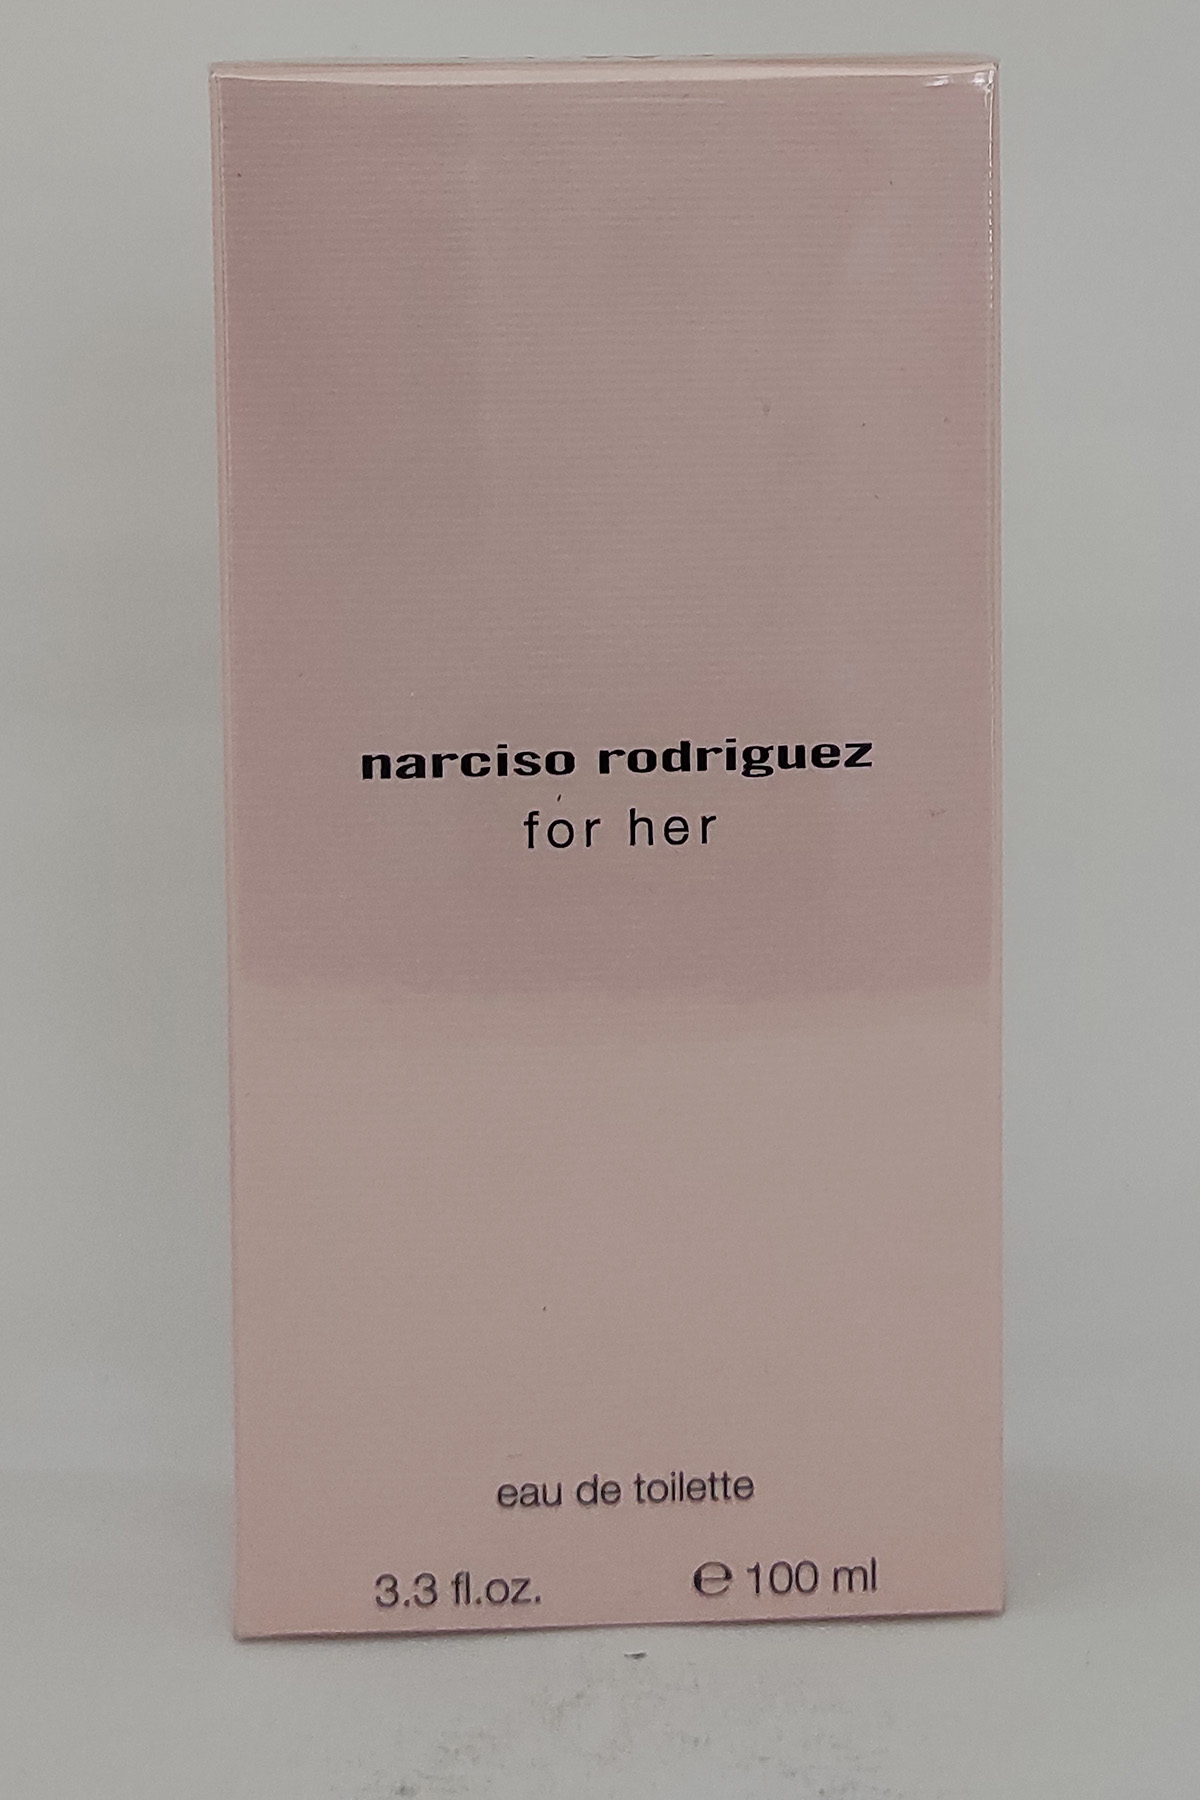 narciso rodriguez
for her
eau de toilette
3.3 fl.oz. ℮ 100 ml